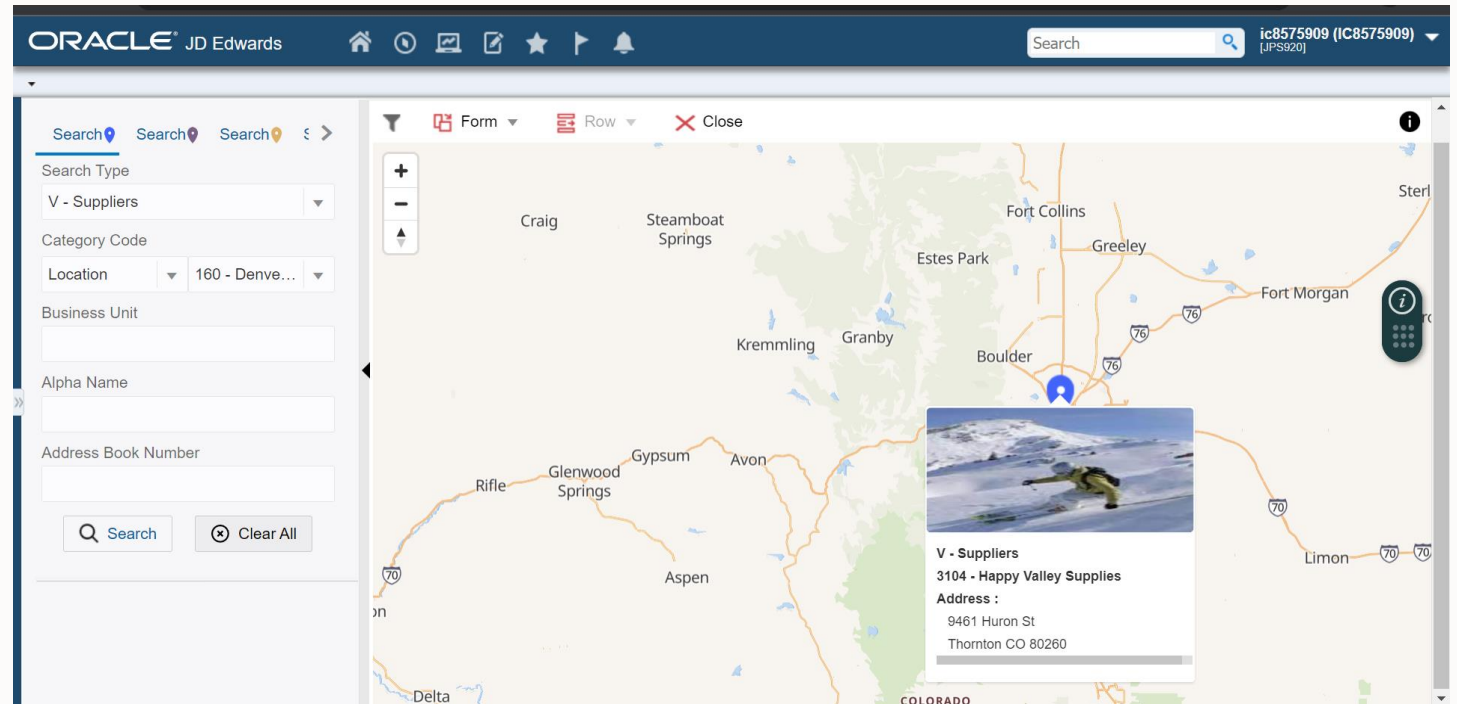 ORACLE® JD Edwards
Search
ic8575909 (IC8575909)
[JPS920]
Search Search Search
Search Type
V - Suppliers
Category Code
Location 160 - Denve...
Business Unit
Alpha Name
Address Book Number
Search Clear All
Form Row Close
Craig
Steamboat
Springs
Fort Collins
Sterl
Greeley
Estes Park
Fort Morgan
76
76
76
Kremmling
Granby
Boulder
Gypsum
Avon
Glenwood
Springs
Rifle
70
70
Limon
70
70
Aspen
Delta
COLORADO
V - Suppliers
3104 - Happy Valley Supplies
Address :
9461 Huron St
Thornton CO 80260